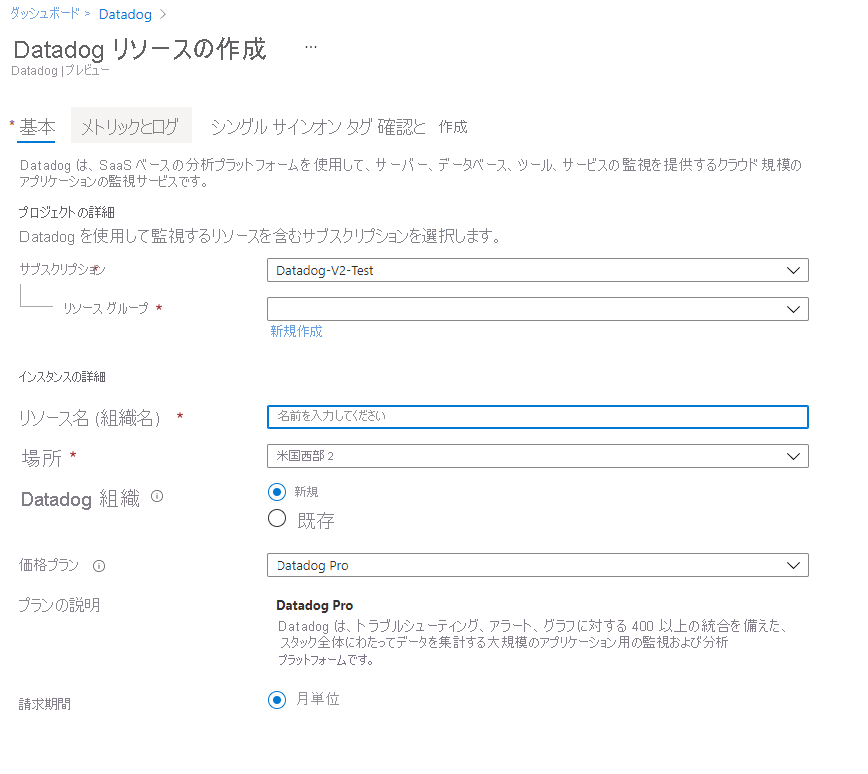 ダッシュボード > Datadog >
Datadog リソースの作成 ...
Datadog |プレビュー
* 基本 メトリックとログ シングル サインオン タグ 確認と 作成
Datadog は、SaaS ベースの分析プラットフォームを使用して、サーバー、データベース、ツール、サービスの監視を提供するクラウド規模の
アプリケーションの監視サービスです。
プロジェクトの詳細
Datadog を使用して監視するリソースを含むサブスクリプションを選択します。
サブスクリプション* Datadog-V2-Test
リソース グループ *
新規作成
インスタンスの詳細
リソース名 (組織名) * 名前を入力してください
場所 * 米国西部 2
Datadog 組織 新規
既存
価格プラン Datadog Pro
プランの説明 Datadog Pro
Datadog は、トラブルシューティング、アラート、グラフに対する 400 以上の統合を備えた、
スタック全体にわたってデータを集計する大規模のアプリケーション用の監視および分析
プラットフォームです。
請求期間 月単位